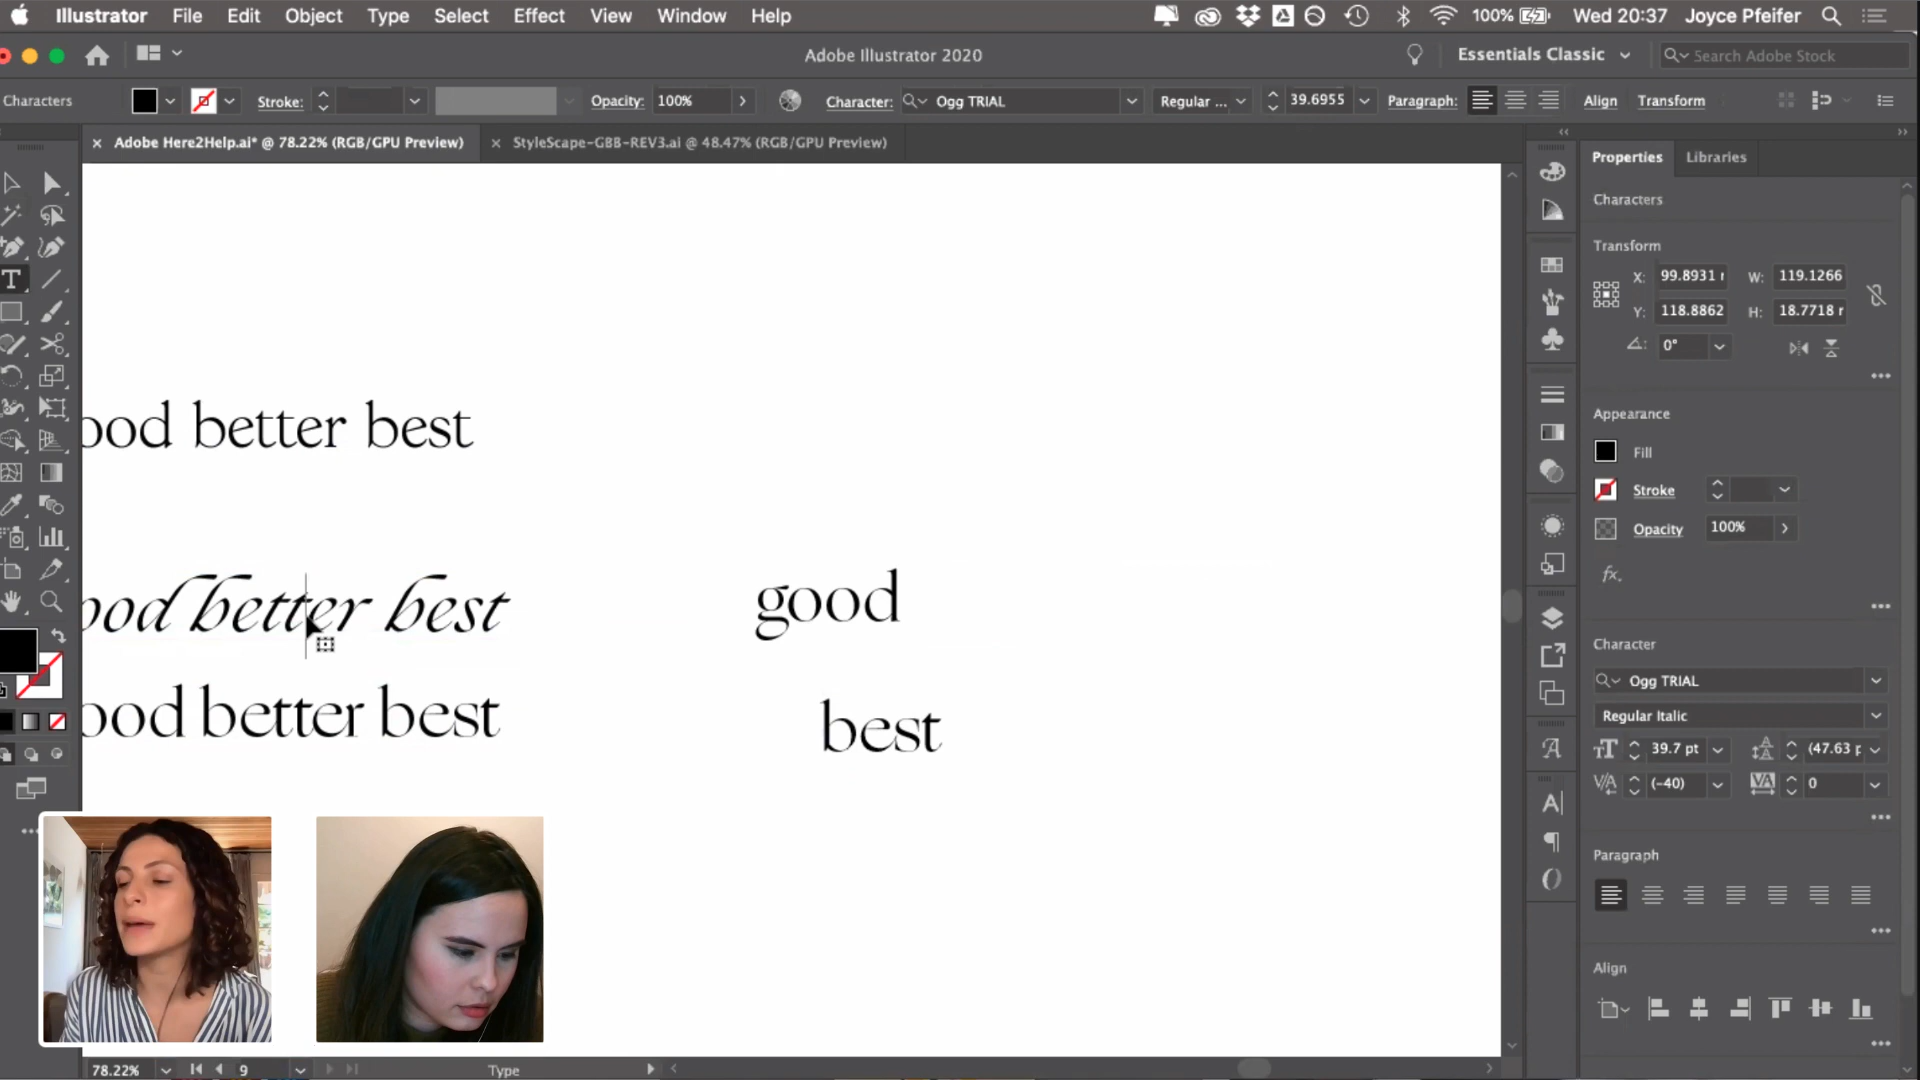 Illustrator File Edit Object Type Select Effect View Window Help 100% Wed 20:37 Joyce Pfeifer
Adobe Illustrator 2020 Essentials Classic Search Adobe Stock
Characters Stroke: Opacity: 100% Character: Ogg TRIAL Regular ... 39.6955 Paragraph: Align Transform
Adobe Here2Help.ai* @ 78.22% (RGB/GPU Preview) StyleScape-GBB-REV3.ai @ 48.47% (RGB/GPU Preview)
Properties Libraries
Characters
Transform
X: 99.8931 W: 119.1266
Y: 118.8862 H: 18.7718
0°
Appearance
Fill
Stroke
Opacity 100%
fx.
Character
Ogg TRIAL
Regular Italic
39.7 pt (47.63 p
(-40) 0
Paragraph
Align
ood better best
ood better best
ood better best
good
best
78.22% 9 Type